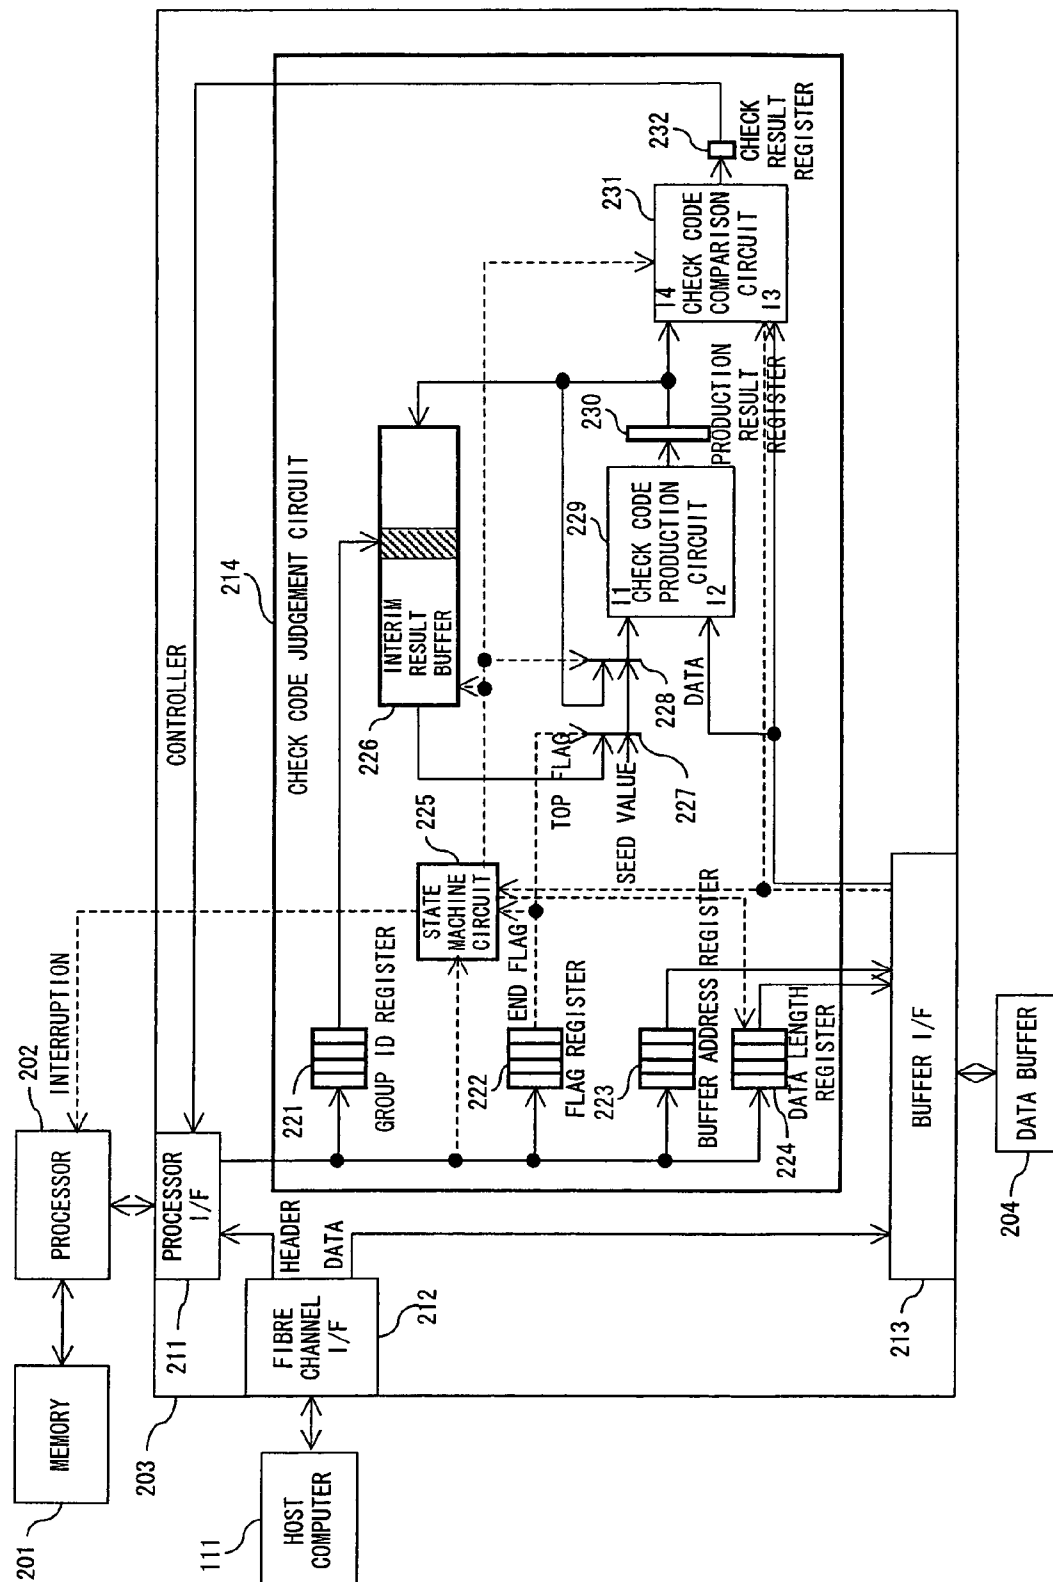 201
MEMORY
202
PROCESSOR
INTERRUPTION
203
CONTROLLER
211
PROCESSOR
I/F
111
HOST
COMPUTER
FIBRE
CHANNEL
I/F
212
HEADER
DATA
214
CHECK CODE JUDGEMENT CIRCUIT
221
GROUP ID REGISTER
225
STATE
MACHINE
CIRCUIT
226
INTERIM
RESULT
BUFFER
222
END FLAG
FLAG REGISTER
TOP FLAG
SEED VALUE
227
228
DATA
229
I1
CHECK CODE
PRODUCTION
CIRCUIT
I2
230
PRODUCTION
RESULT
REGISTER
231
I4
CHECK CODE
COMPARISON
CIRCUIT
I3
232
CHECK
RESULT
REGISTER
223
BUFFER ADDRESS REGISTER
224
DATA LENGTH
REGISTER
213
BUFFER I/F
204
DATA BUFFER